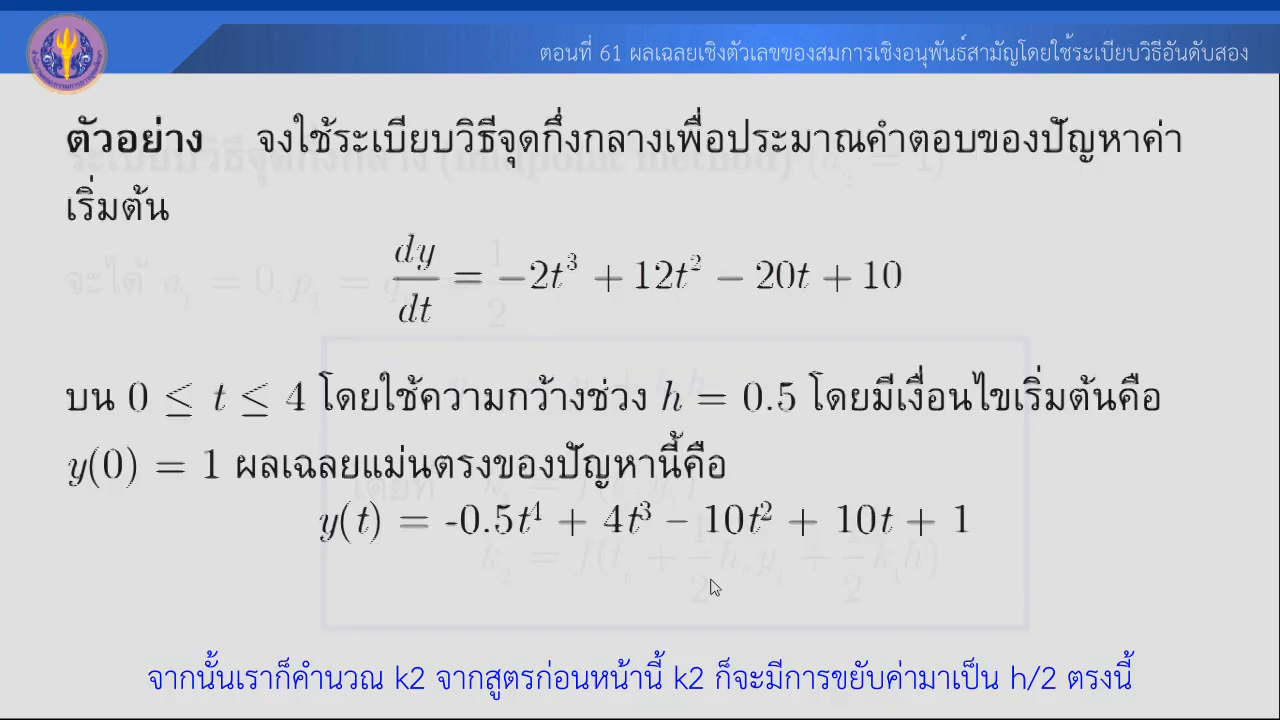 ตอนที่ 61 ผลเฉลยเชิงตัวเลขของสมการเชิงอนุพันธ์สามัญโดยใช้ระเบียบวิธีอันดับสอง
ตัวอย่าง จงใช้ระเบียบวิธีจุดกึ่งกลางเพื่อประมาณคำตอบของปัญหาค่า
เริ่มต้น
dy/dt = −2t³ + 12t² − 20t + 10
บน 0 ≤ t ≤ 4 โดยใช้ความกว้างช่วง h = 0.5 โดยมีเงื่อนไขเริ่มต้นคือ
y(0) = 1 ผลเฉลยแม่นตรงของปัญหานี้คือ
y(t) = -0.5t⁴ + 4t³ − 10t² + 10t + 1
จากนั้นเราก็คำนวณ k2 จากสูตรก่อนหน้านี้ k2 ก็จะมีการขยับค่ามาเป็น h/2 ตรงนี้